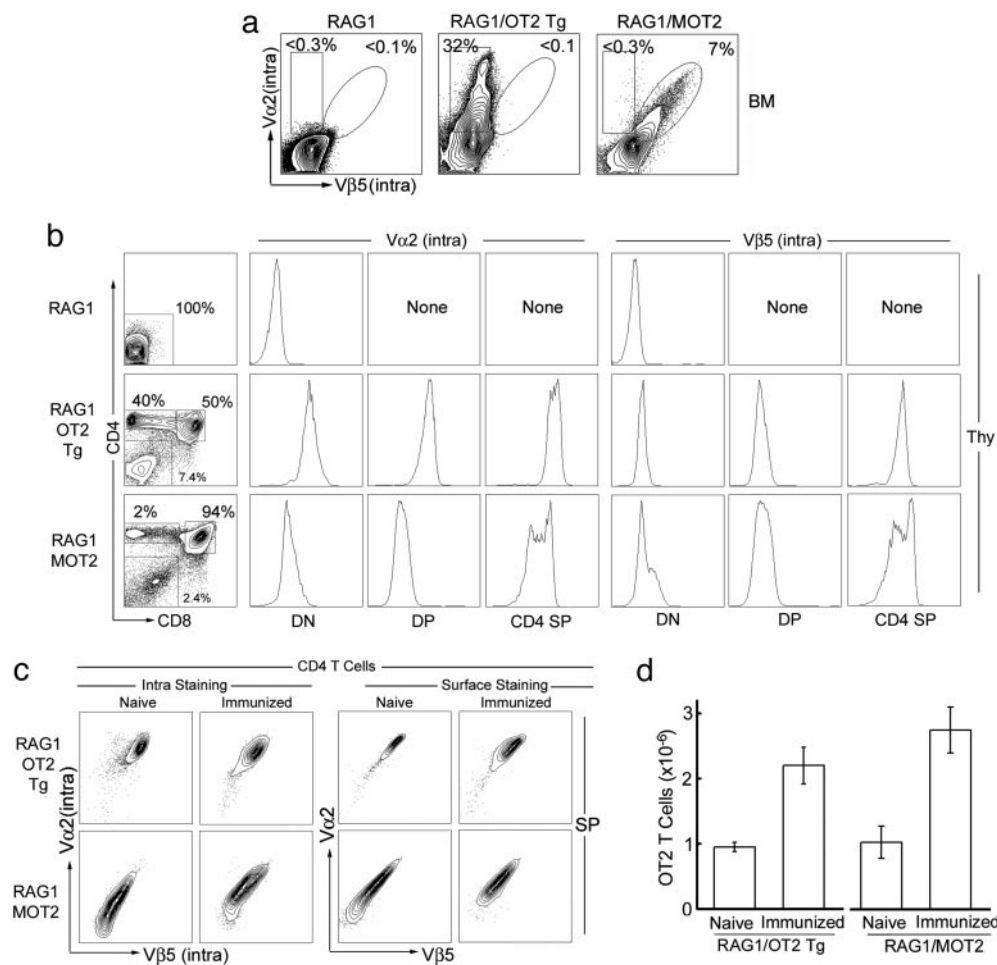 a
RAG1 RAG1/OT2 Tg RAG1/MOT2
<0.3% <0.1% 32% <0.1 <0.3% 7%
Vα2(intra)
BM
Vβ5(intra)
b
Vα2 (intra) Vβ5 (intra)
RAG1 100% None None None None
RAG1 OT2 Tg 40% 50% 7.4%
CD4
Thy
RAG1 MOT2 2% 94% 2.4%
CD8 DN DP CD4 SP DN DP CD4 SP
c
CD4 T Cells
Intra Staining Surface Staining
Naive Immunized Naive Immunized
RAG1 OT2 Tg
Vα2(intra) Vα2
SP
RAG1 MOT2
Vβ5 (intra) Vβ5
d
OT2 T Cells (x10⁻⁶)
3
2
1
0
Naive Immunized Naive Immunized
RAG1/OT2 Tg RAG1/MOT2